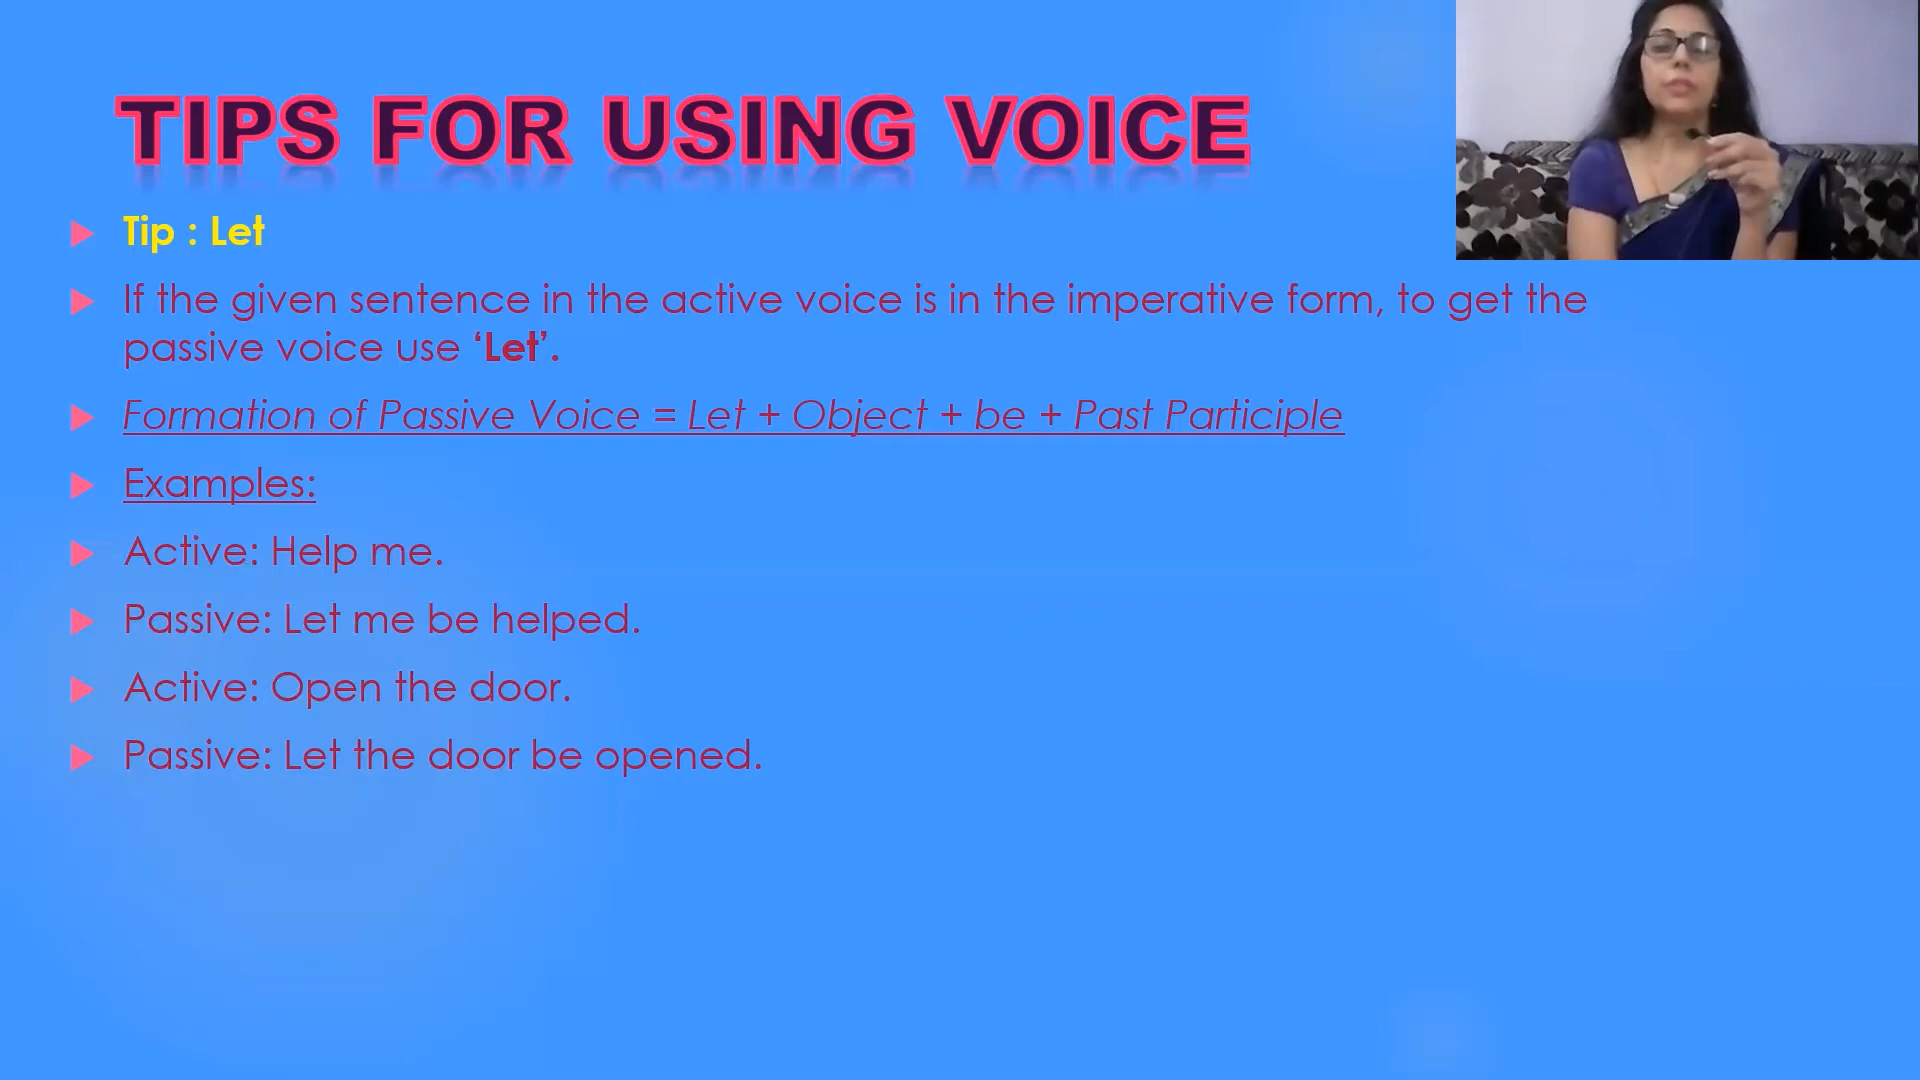 TIPS FOR USING VOICE
Tip : Let
If the given sentence in the active voice is in the imperative form, to get the
passive voice use ‘Let’.
Formation of Passive Voice = Let + Object + be + Past Participle
Examples:
Active: Help me.
Passive: Let me be helped.
Active: Open the door.
Passive: Let the door be opened.